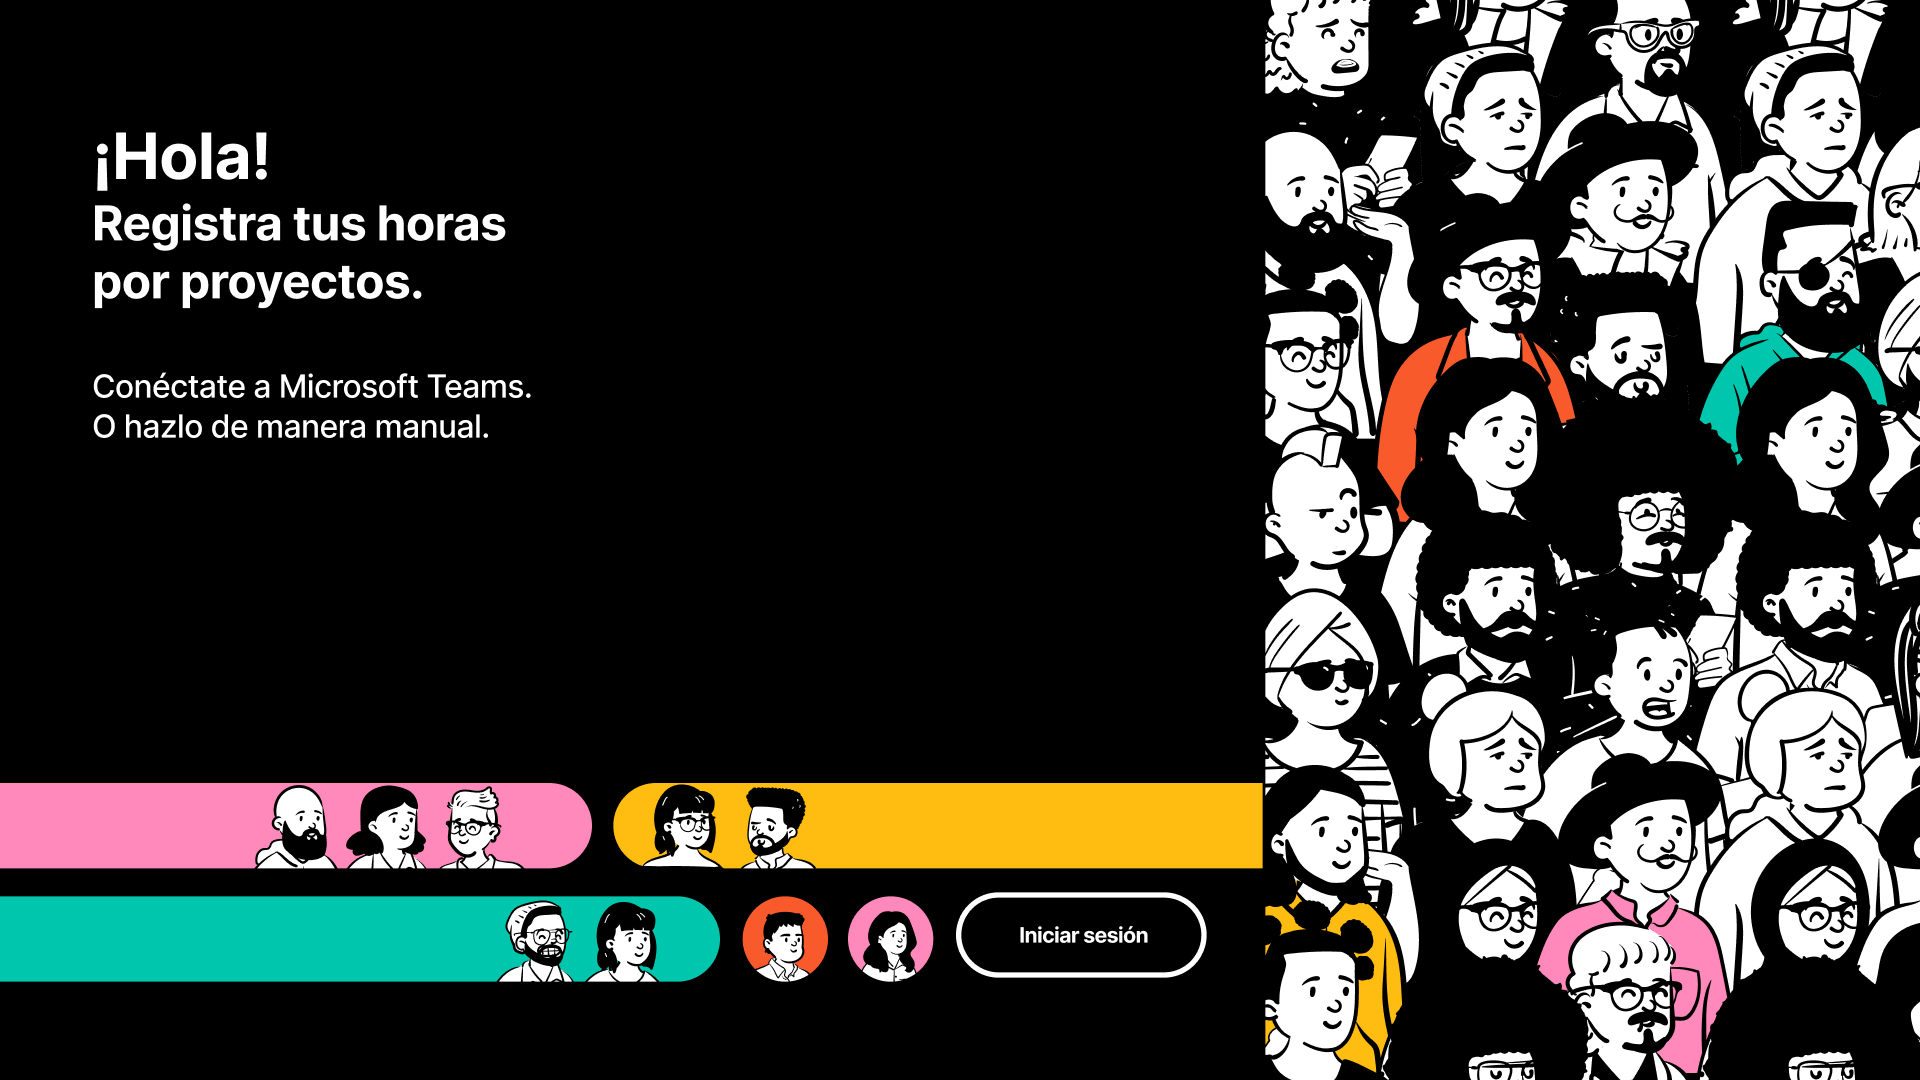 ¡Hola!
Registra tus horas
por proyectos.
Conéctate a Microsoft Teams.
O hazlo de manera manual.
Iniciar sesión